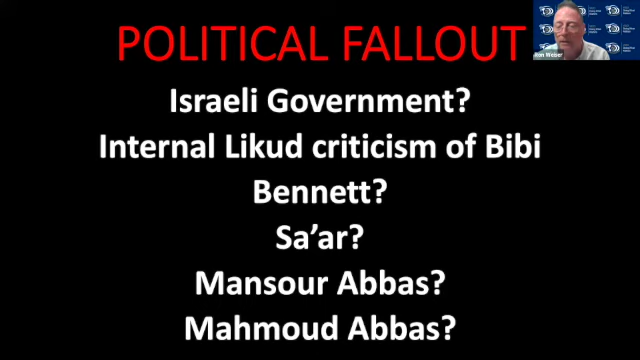 POLITICAL FALLOUT
Israeli Government?
Internal Likud criticism of Bibi
Bennett?
Sa’ar?
Mansour Abbas?
Mahmoud Abbas?